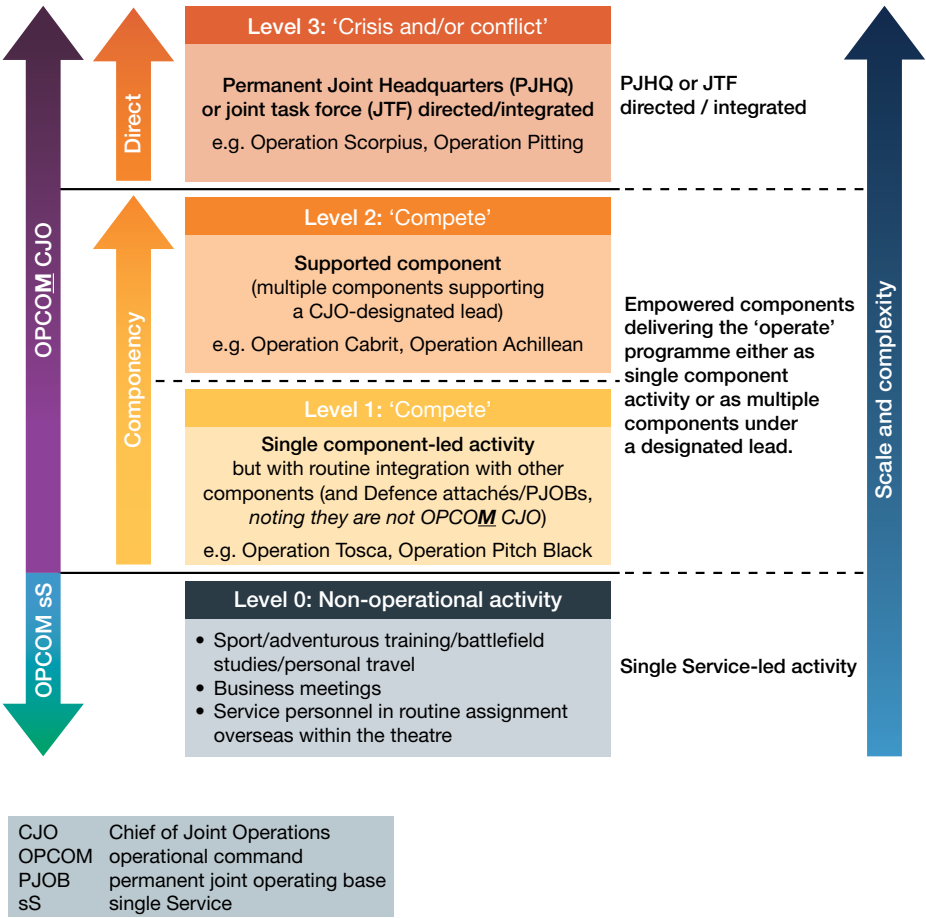 Level 3: ‘Crisis and/or conflict’
Permanent Joint Headquarters (PJHQ)
or joint task force (JTF) directed/integrated
e.g. Operation Scorpius, Operation Pitting
PJHQ or JTF
directed / integrated
Direct
Level 2: ‘Compete’
Supported component
(multiple components supporting
a CJO-designated lead)
e.g. Operation Cabrit, Operation Achillean
OPCOM CJO
Componency
Empowered components
delivering the ‘operate’
programme either as
single component
activity or as multiple
components under
a designated lead.
Scale and complexity
Level 1: ‘Compete’
Single component-led activity
but with routine integration with other
components (and Defence attachés/PJOBs,
noting they are not OPCOM CJO)
e.g. Operation Tosca, Operation Pitch Black
OPCOM sS
Level 0: Non-operational activity
• Sport/adventurous training/battlefield
studies/personal travel
• Business meetings
• Service personnel in routine assignment
overseas within the theatre
Single Service-led activity
CJO Chief of Joint Operations
OPCOM operational command
PJOB permanent joint operating base
sS single Service